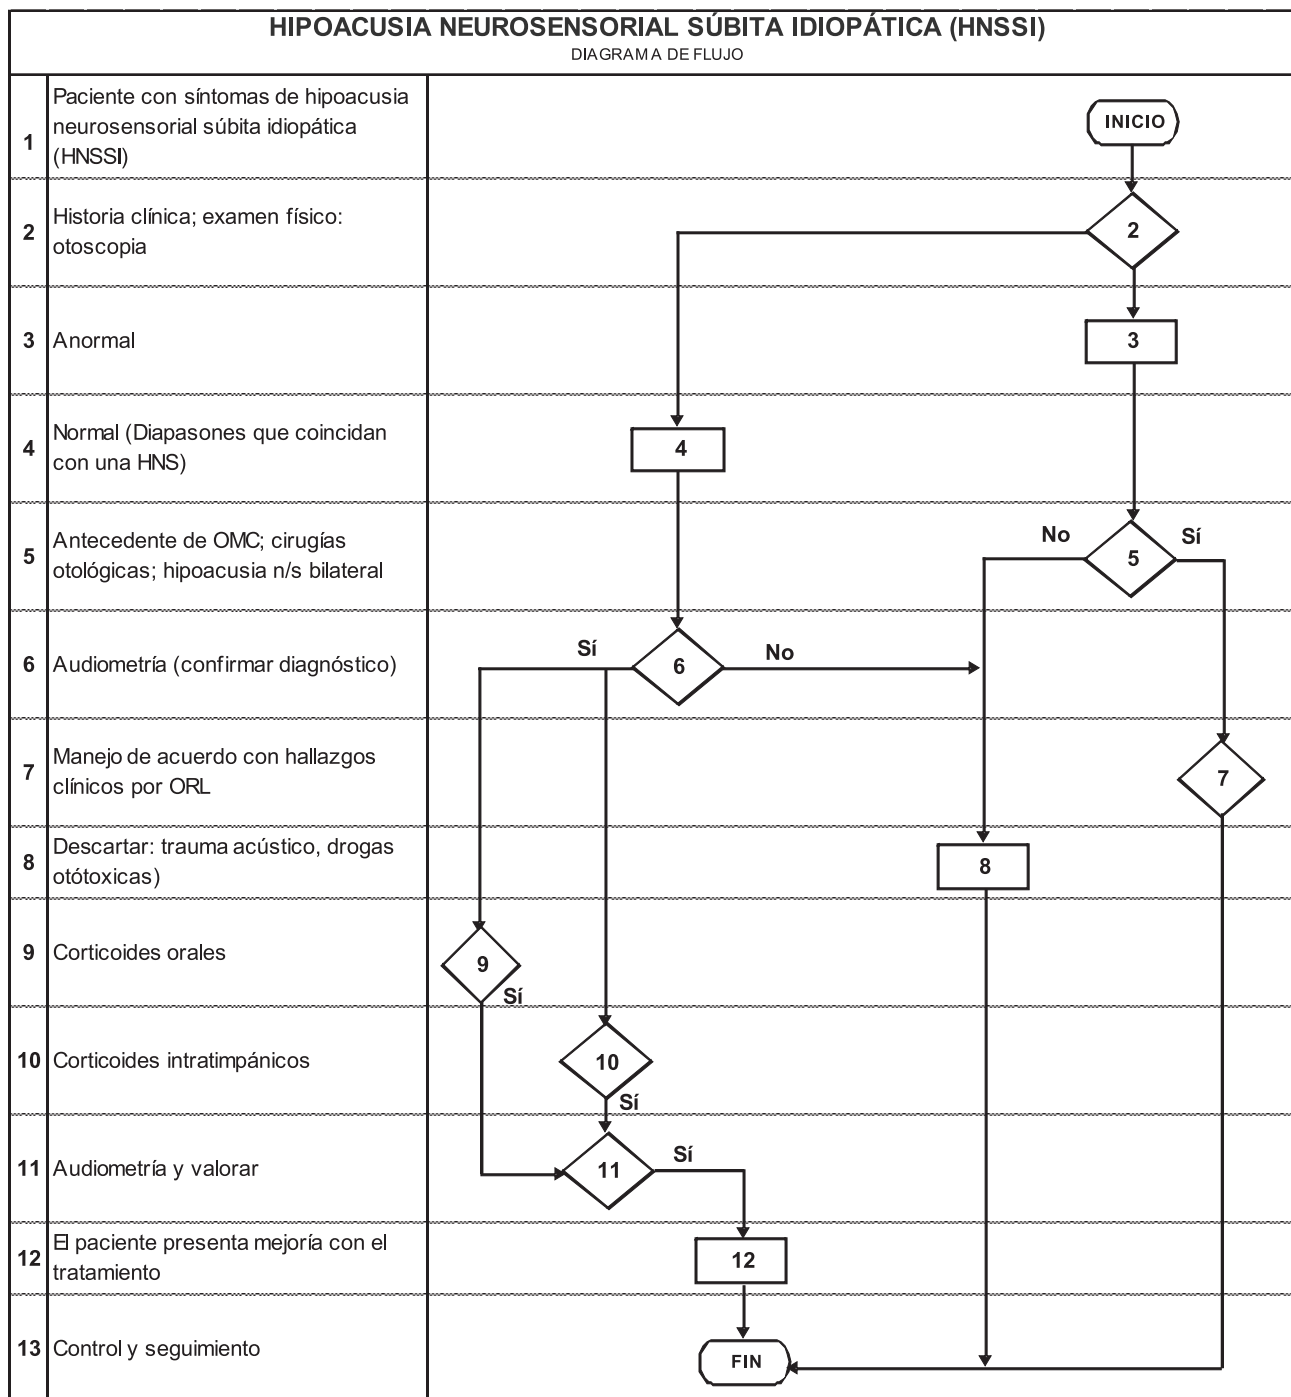 HIPOACUSIA NEUROSENSORIAL SÚBITA IDIOPÁTICA (HNSSI)
DIAGRAMA DE FLUJO
1
Paciente con síntomas de hipoacusia
neurosensorial súbita idiopática
(HNSSI)
INICIO
2
Historia clínica; examen físico:
otoscopia
2
3
Anormal
3
4
Normal (Diapasones que coincidan
con una HNS)
4
5
Antecedente de OMC; cirugías
otológicas; hipoacusia n/s bilateral
No
5
Sí
6
Audiometría (confirmar diagnóstico)
Sí
6
No
7
Manejo de acuerdo con hallazgos
clínicos por ORL
7
8
Descartar: trauma acústico, drogas
otótoxicas)
8
9
Corticoides orales
9
Sí
10
Corticoides intratimpánicos
10
Sí
11
Audiometría y valorar
11
Sí
12
El paciente presenta mejoría con el
tratamiento
12
13
Control y seguimiento
FIN